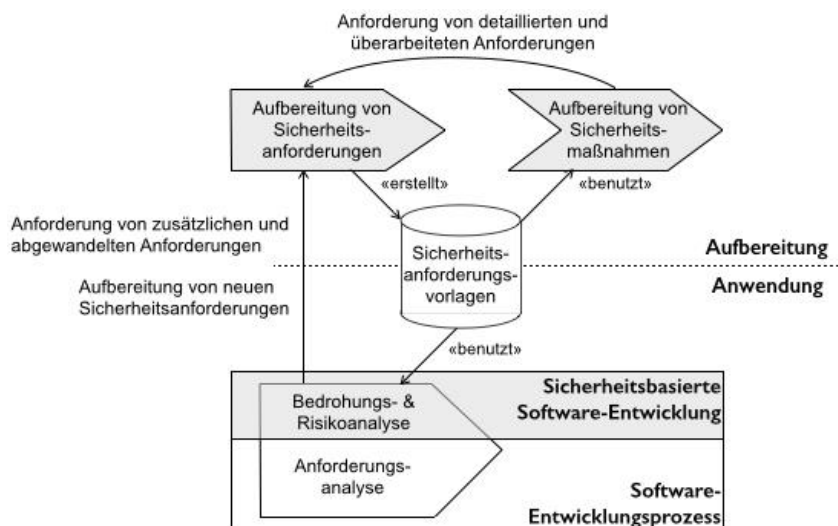 Anforderung von detaillierten und
überarbeiteten Anforderungen
Aufbereitung von
Sicherheits-
anforderungen
Aufbereitung von
Sicherheits-
maßnahmen
«erstellt»
«benutzt»
Anforderung von zusätzlichen und
abgewandelten Anforderungen
Sicherheits-
anforderungs-
vorlagen
Aufbereitung
Anwendung
Aufbereitung von neuen
Sicherheitsanforderungen
«benutzt»
Bedrohungs- &
Risikoanalyse
Sicherheitsbasierte
Software-Entwicklung
Anforderungs-
analyse
Software-
Entwicklungsprozess